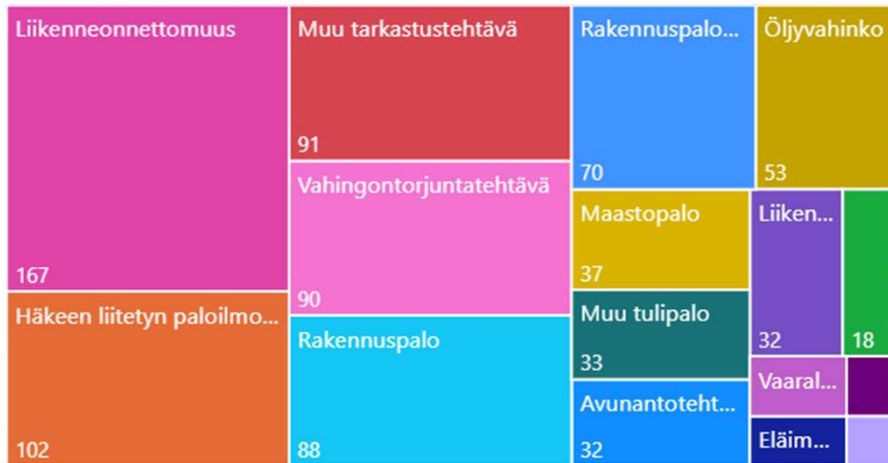 Liikenneonnettomuus
167
Häkeen liitetyn paloilmo...
102
Muu tarkastustehtävä
91
Vahingontorjuntatehtävä
90
Rakennuspalo
88
Rakennuspalo...
70
Öljyvahinko
53
Maastopalo
37
Muu tulipalo
33
Avunantoteht...
32
Liiken...
32
18
Vaaral...
Eläim...